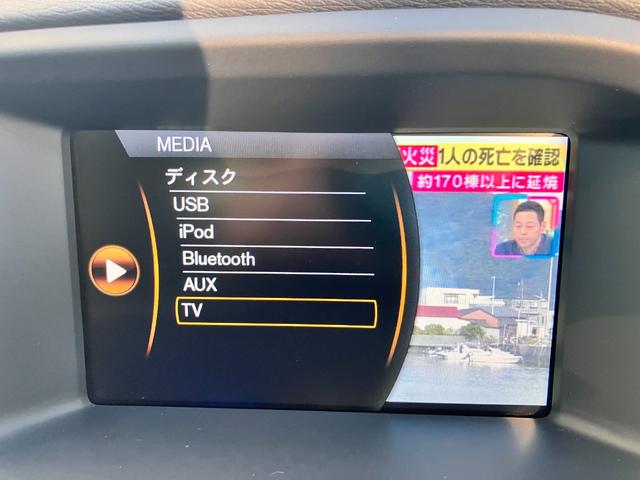 MEDIA
ディスク
USB
iPod
Bluetooth
AUX
TV
火災 1人の死亡を確認
約170棟以上に延焼